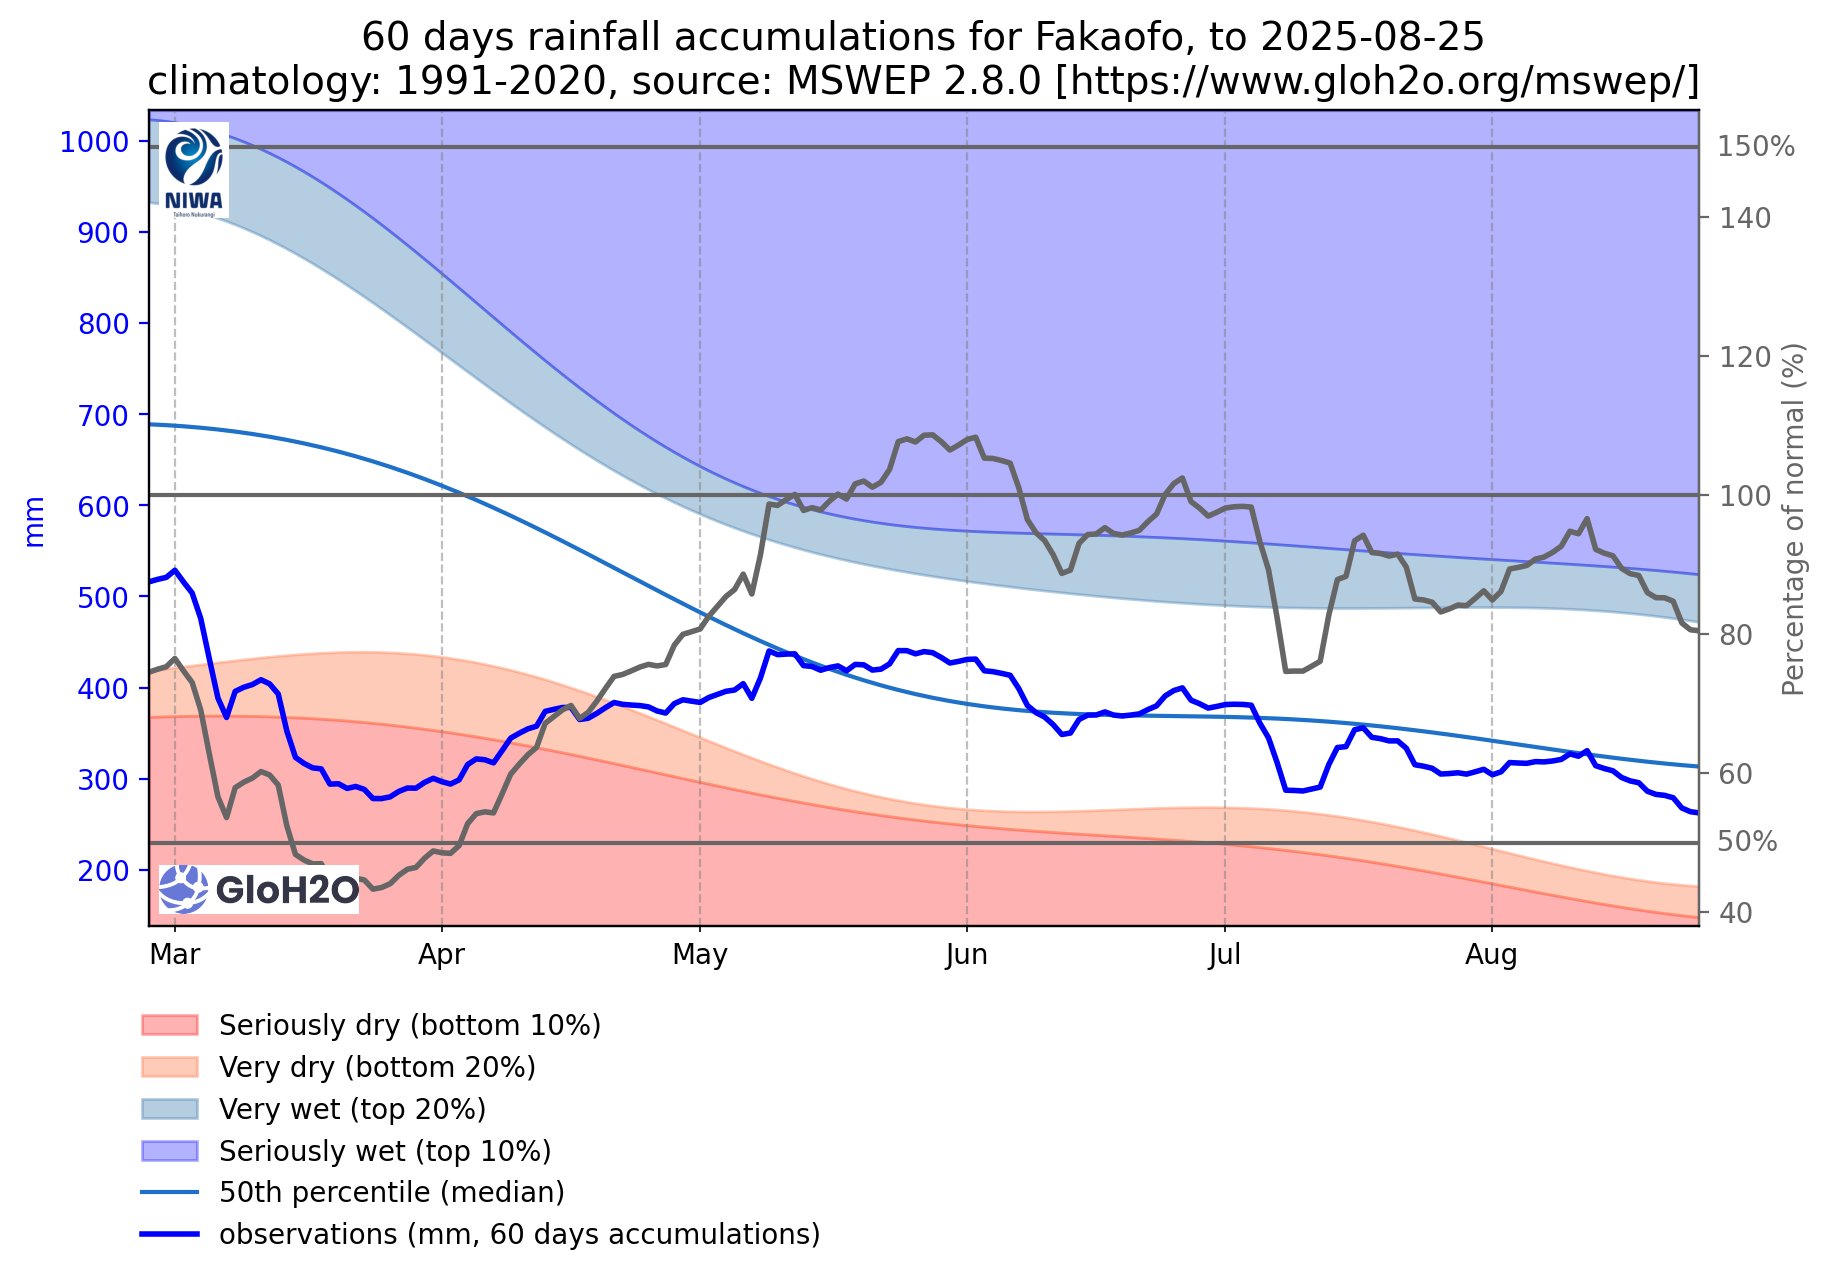 60 days rainfall accumulations for Fakaofo, to 2025-08-25
climatology: 1991-2020, source: MSWEP 2.8.0 [https://www.gloh2o.org/mswep/]
1000
900
800
700
600
500
400
300
200
mm
150%
140
120
100
80
60
50%
40
Percentage of normal (%)
NIWA
Taihoro Nukurangi
GloH2O
Mar
Apr
May
Jun
Jul
Aug
Seriously dry (bottom 10%)
Very dry (bottom 20%)
Very wet (top 20%)
Seriously wet (top 10%)
50th percentile (median)
observations (mm, 60 days accumulations)